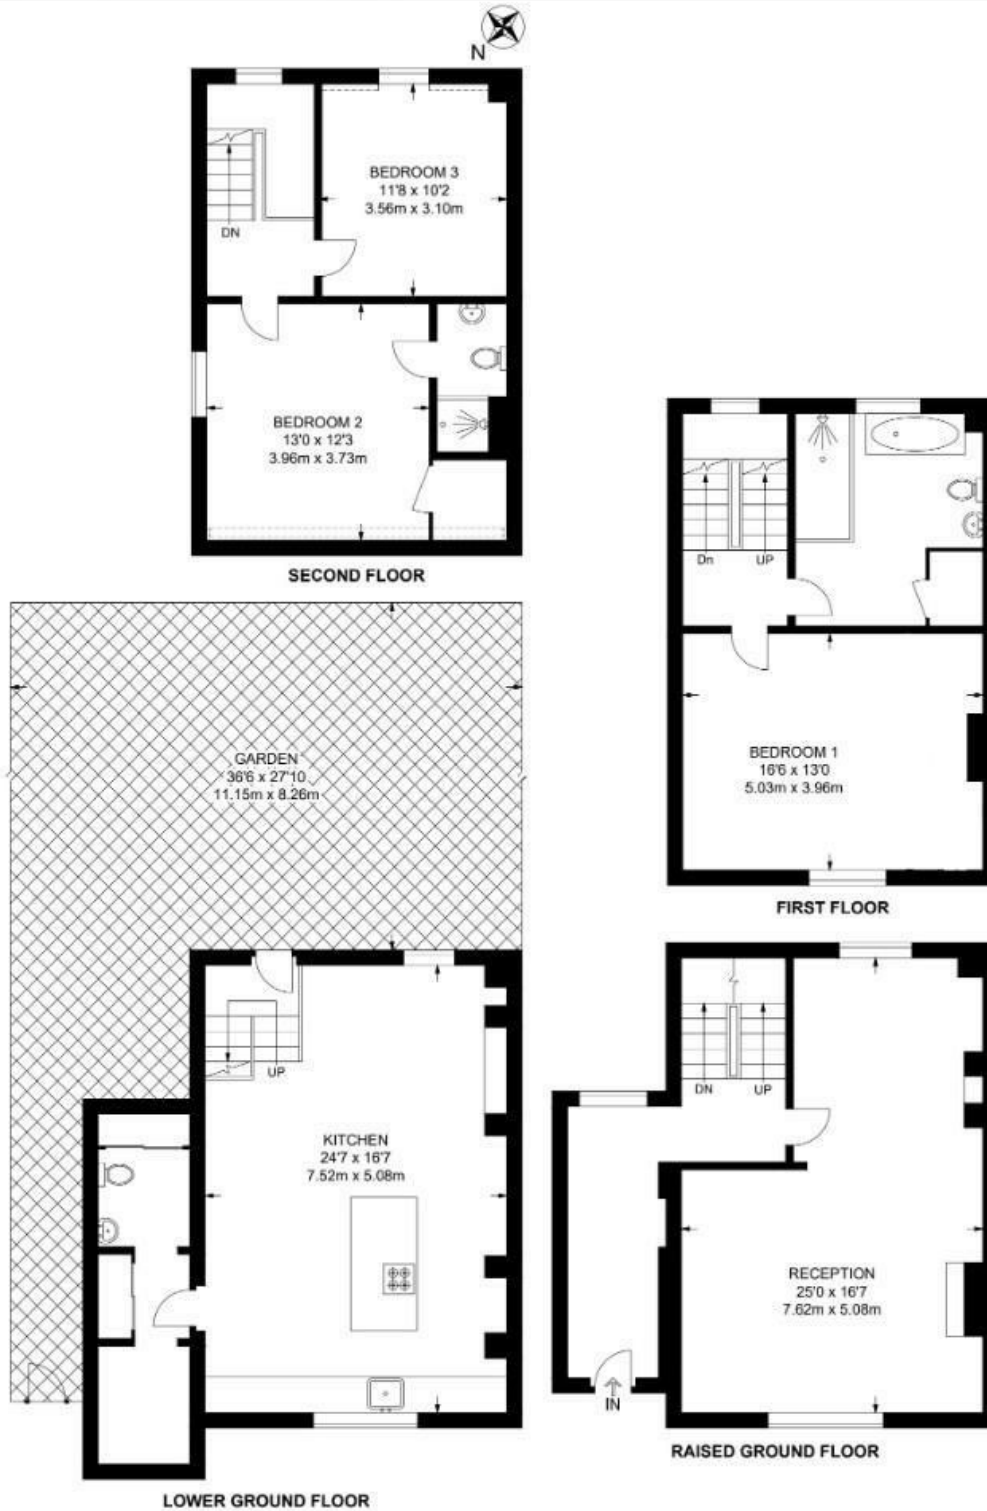 N
BEDROOM 3
11'8 x 10'2
3.56m x 3.10m
DN
BEDROOM 2
13'0 x 12'3
3.96m x 3.73m
SECOND FLOOR
Dn
UP
BEDROOM 1
16'6 x 13'0
5.03m x 3.96m
FIRST FLOOR
GARDEN
36'6 x 27'10
11.15m x 8.26m
UP
KITCHEN
24'7 x 16'7
7.52m x 5.08m
LOWER GROUND FLOOR
DN
UP
RECEPTION
25'0 x 16'7
7.62m x 5.08m
IN
RAISED GROUND FLOOR